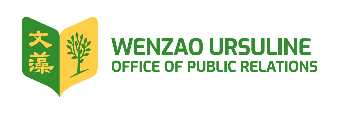 文藻
WENZAO URSULINE
OFFICE OF PUBLIC RELATIONS